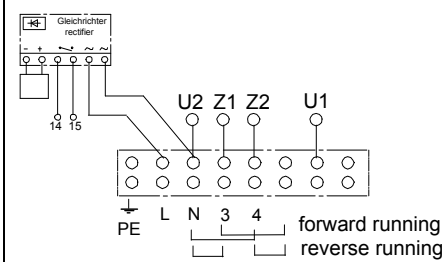 Gleichrichter
rectifier
- + ~ ~
14 15
U2 Z1 Z2 U1
PE L N 3 4
forward running
reverse running